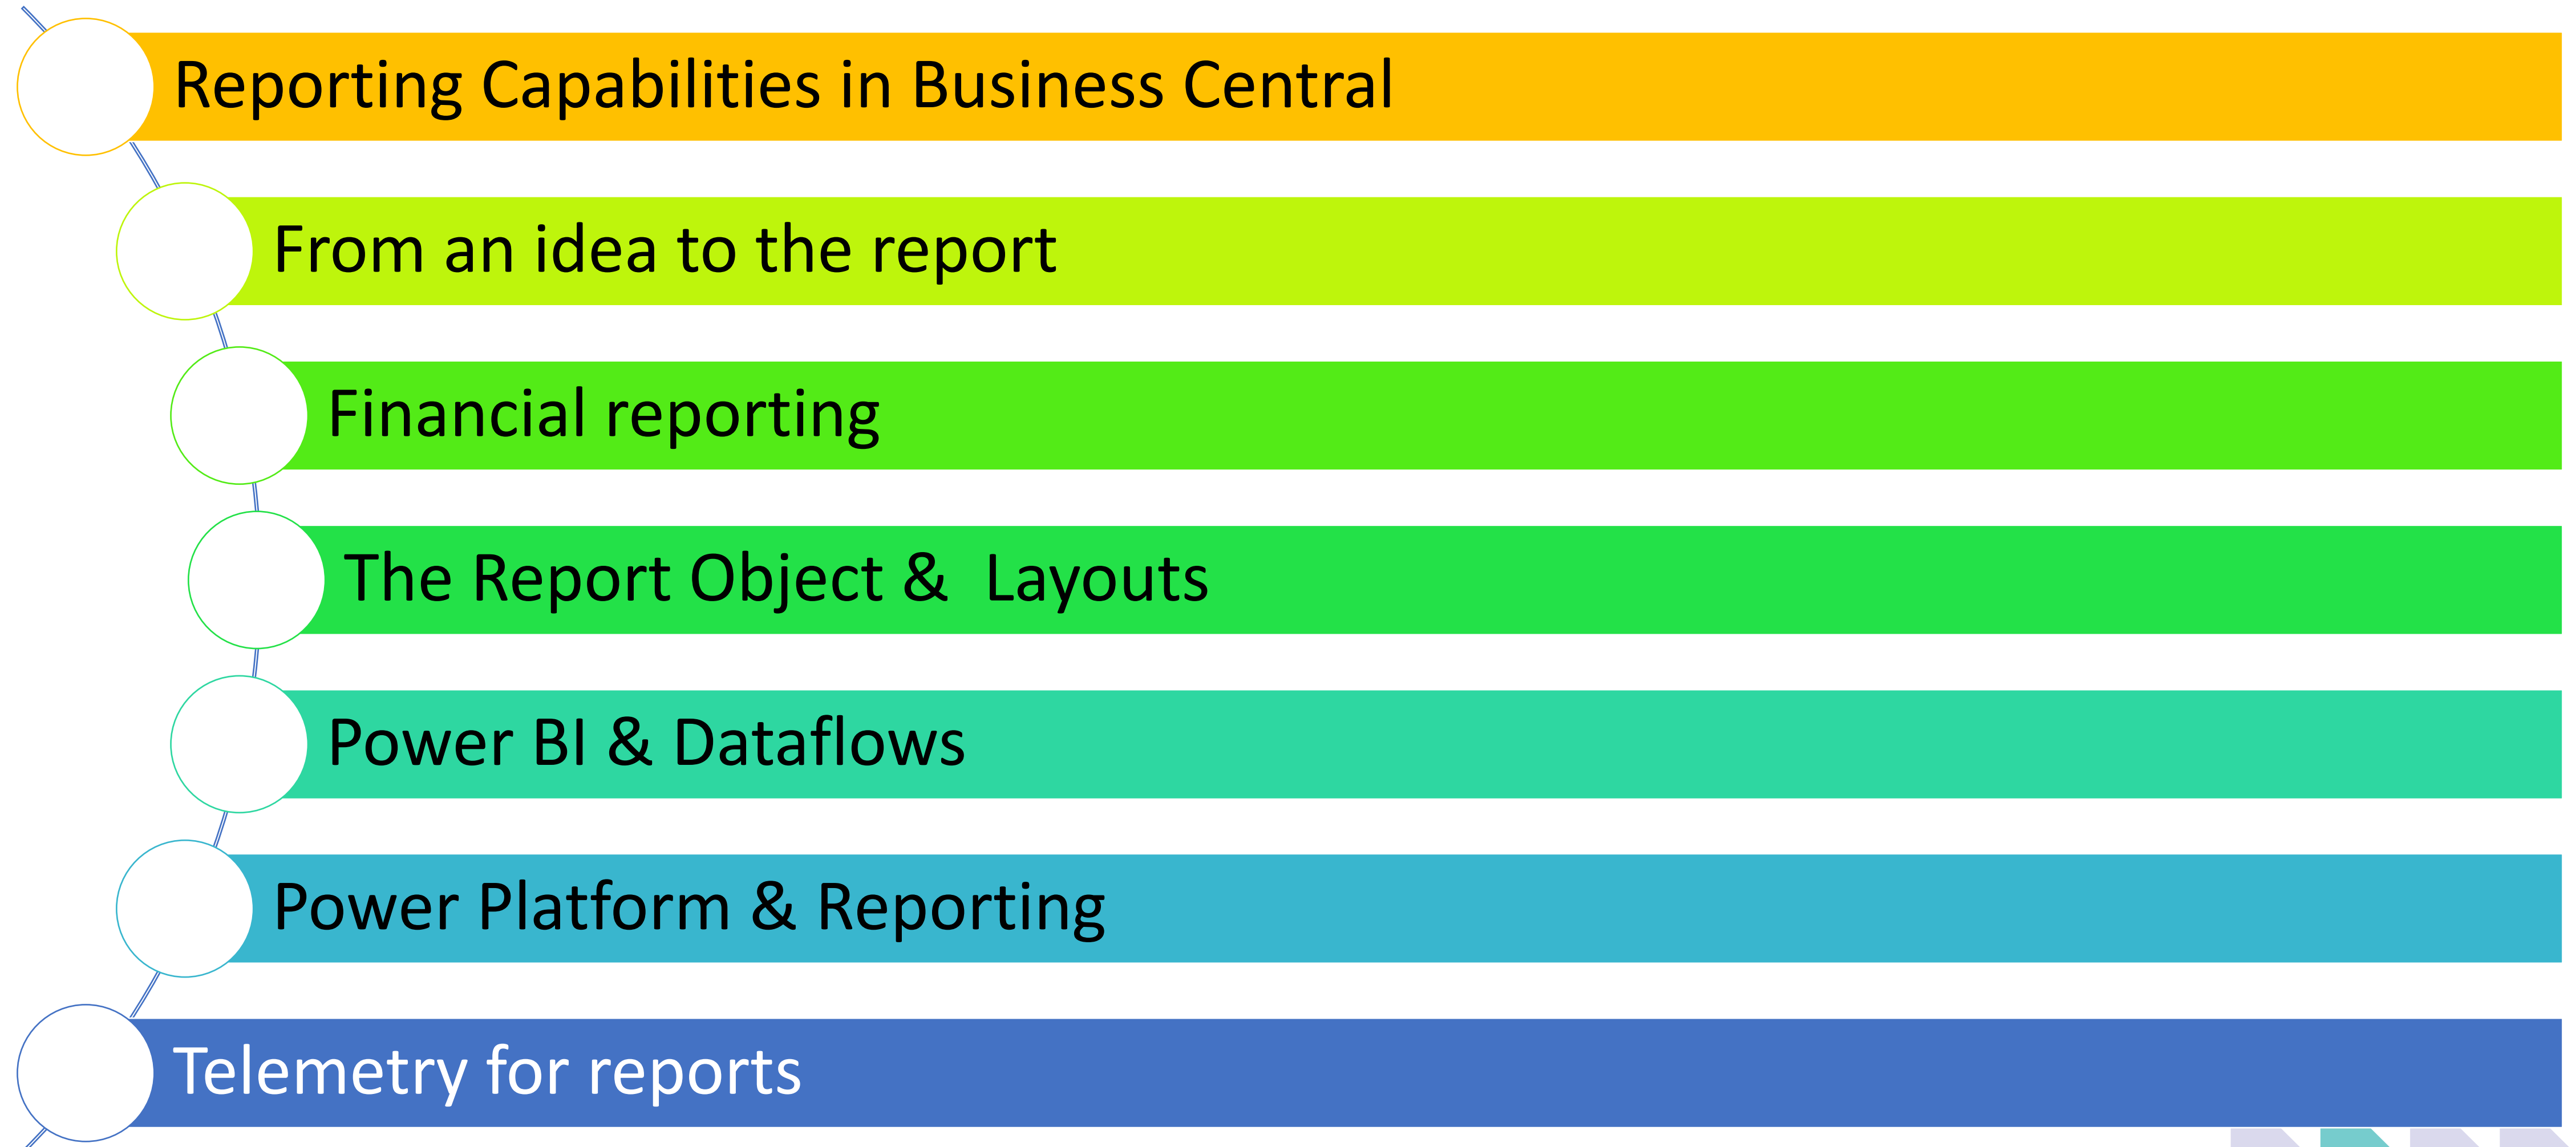 Reporting Capabilities in Business Central
From an idea to the report
Financial reporting
The Report Object &  Layouts
Power BI & Dataflows
Power Platform & Reporting
Telemetry for reports